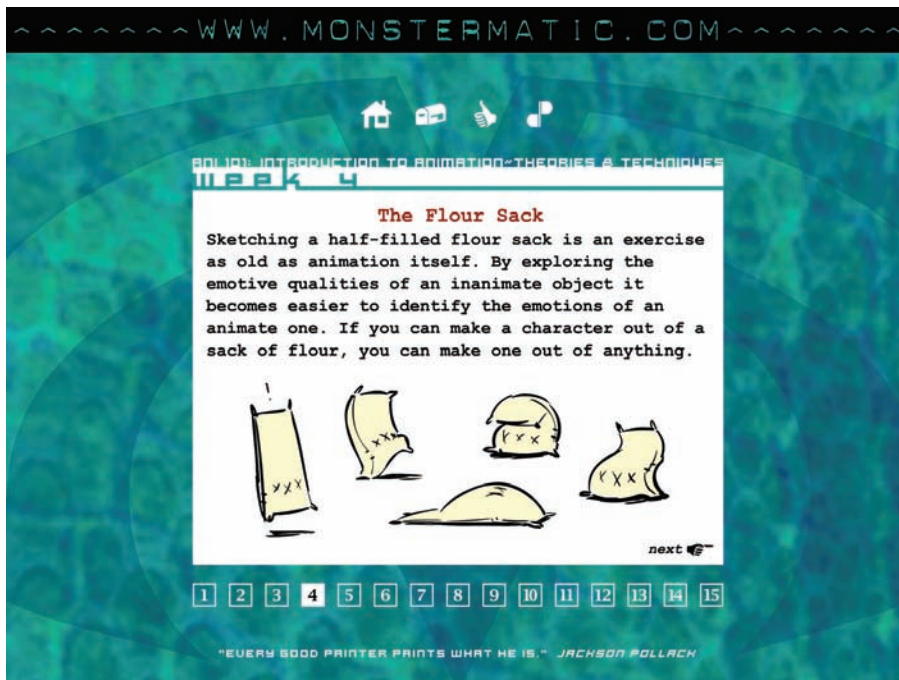 ^^^^^^^WWW.MONSTERMATIC.COM^^^^^^^
ANI 101: INTRODUCTION TO ANIMATION~THEORIES & TECHNIQUES
week 4
The Flour Sack
Sketching a half-filled flour sack is an exercise
as old as animation itself. By exploring the
emotive qualities of an inanimate object it
becomes easier to identify the emotions of an
animate one. If you can make a character out of a
sack of flour, you can make one out of anything.
XXX
XXX
XXX
XXX
next
1 2 3 4 5 6 7 8 9 10 11 12 13 14 15
"EVERY GOOD PAINTER PAINTS WHAT HE IS." JACKSON POLLACK